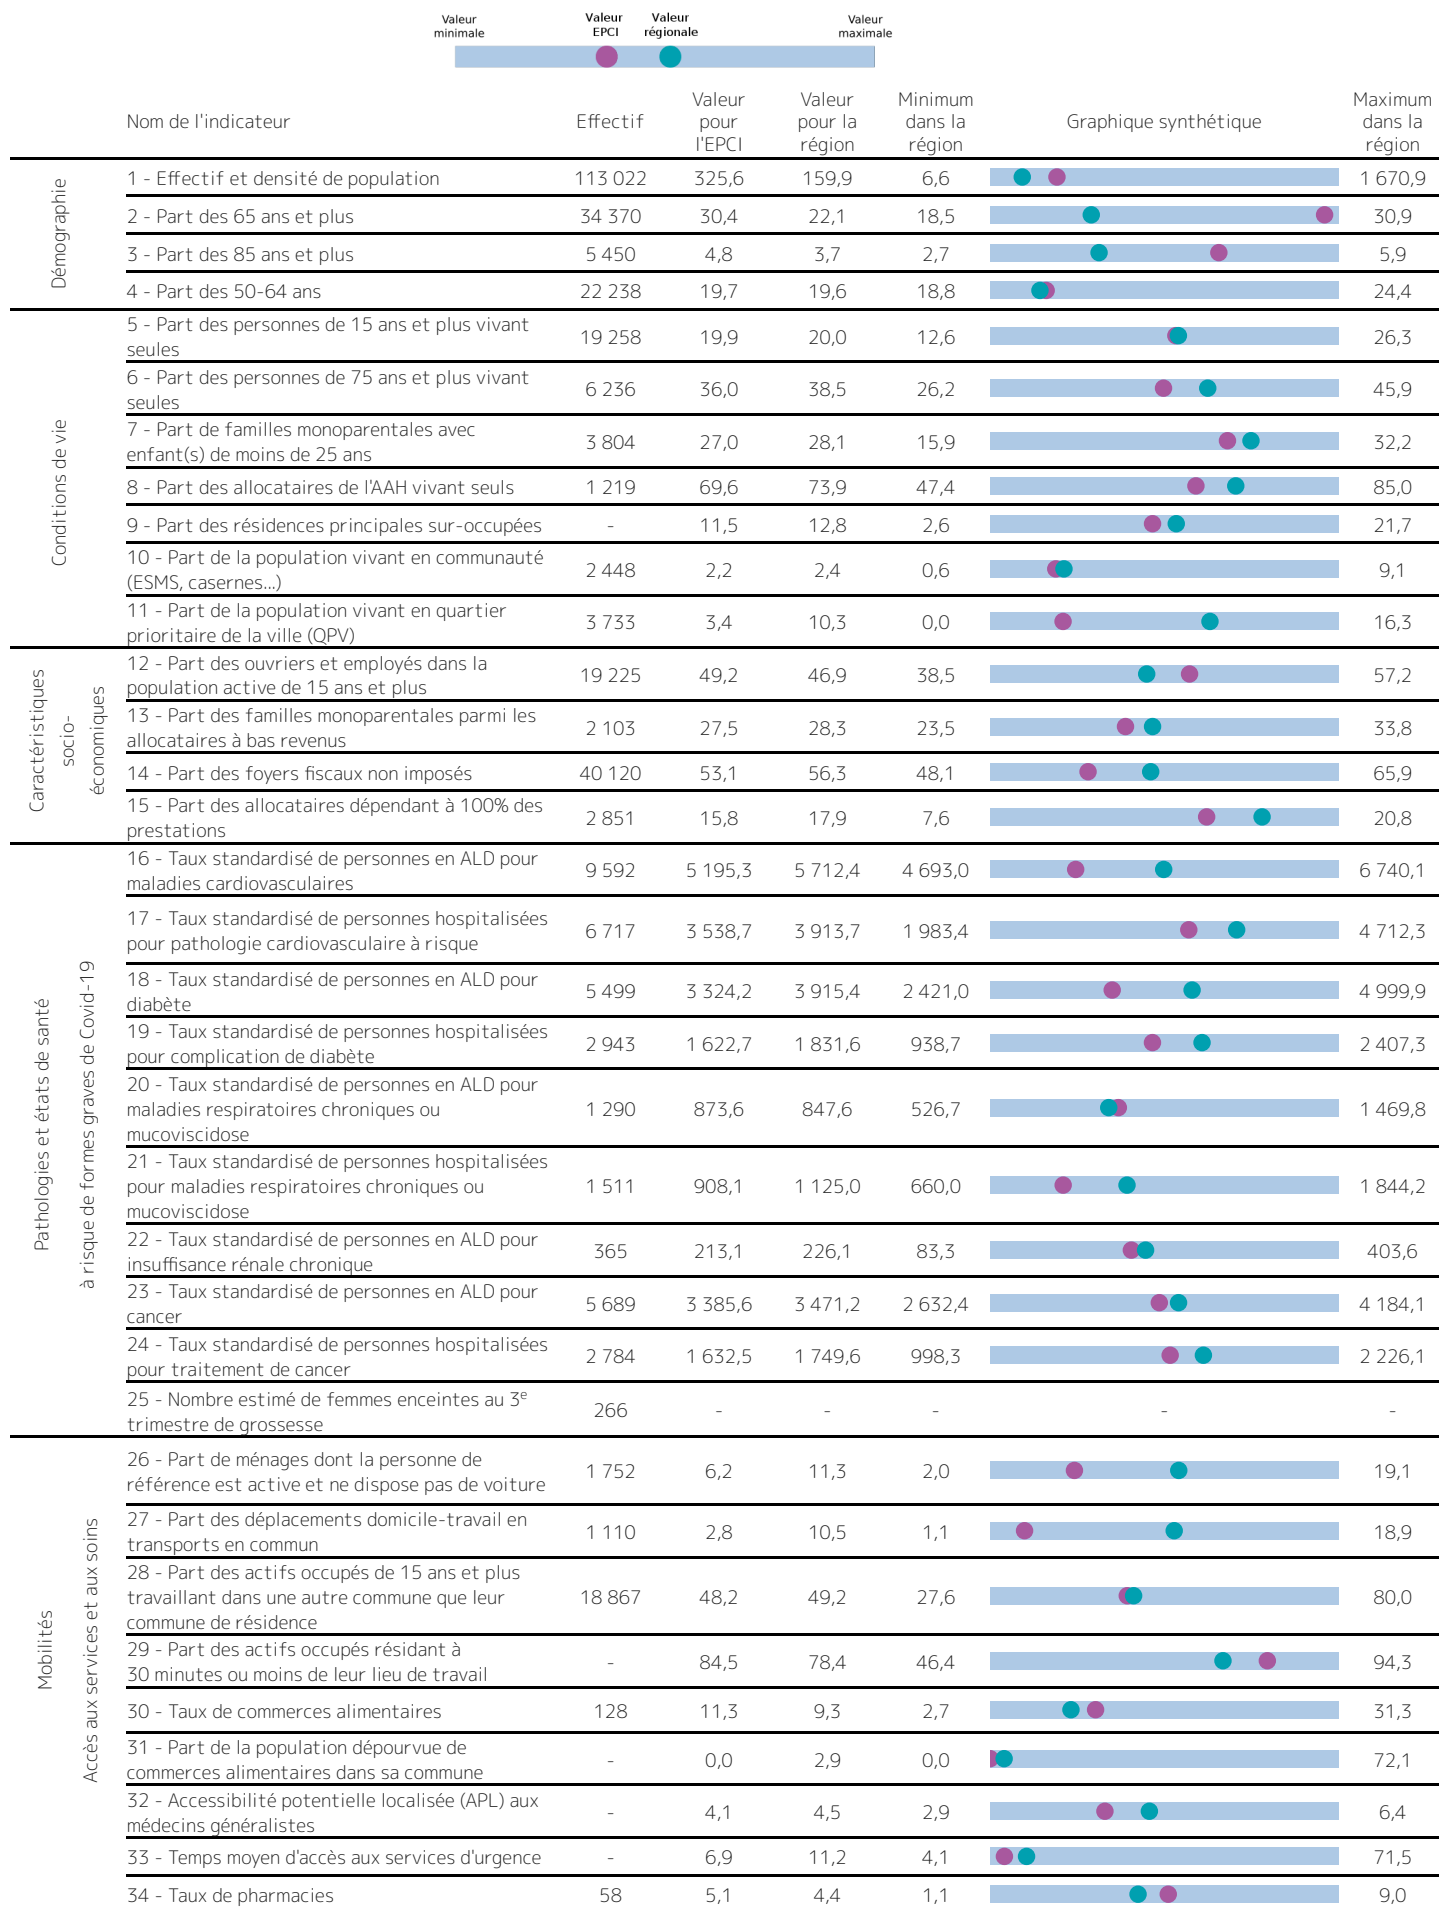 Valeur minimale
Valeur EPCI
Valeur régionale
Valeur maximale
Nom de l'indicateur
Effectif
Valeur pour l'EPCI
Valeur pour la région
Minimum dans la région
Graphique synthétique
Maximum dans la région
Démographie
1 - Effectif et densité de population 113 022 325,6 159,9 6,6 1 670,9
2 - Part des 65 ans et plus 34 370 30,4 22,1 18,5 30,9
3 - Part des 85 ans et plus 5 450 4,8 3,7 2,7 5,9
4 - Part des 50-64 ans 22 238 19,7 19,6 18,8 24,4
Conditions de vie
5 - Part des personnes de 15 ans et plus vivant
seules 19 258 19,9 20,0 12,6 26,3
6 - Part des personnes de 75 ans et plus vivant
seules 6 236 36,0 38,5 26,2 45,9
7 - Part de familles monoparentales avec
enfant(s) de moins de 25 ans 3 804 27,0 28,1 15,9 32,2
8 - Part des allocataires de l'AAH vivant seuls 1 219 69,6 73,9 47,4 85,0
9 - Part des résidences principales sur-occupées - 11,5 12,8 2,6 21,7
10 - Part de la population vivant en communauté
(ESMS, casernes...) 2 448 2,2 2,4 0,6 9,1
11 - Part de la population vivant en quartier
prioritaire de la ville (QPV) 3 733 3,4 10,3 0,0 16,3
Caractéristiques
socio-
économiques
12 - Part des ouvriers et employés dans la
population active de 15 ans et plus 19 225 49,2 46,9 38,5 57,2
13 - Part des familles monoparentales parmi les
allocataires à bas revenus 2 103 27,5 28,3 23,5 33,8
14 - Part des foyers fiscaux non imposés 40 120 53,1 56,3 48,1 65,9
15 - Part des allocataires dépendant à 100% des
prestations 2 851 15,8 17,9 7,6 20,8
Pathologies et états de santé
à risque de formes graves de Covid-19
16 - Taux standardisé de personnes en ALD pour
maladies cardiovasculaires 9 592 5 195,3 5 712,4 4 693,0 6 740,1
17 - Taux standardisé de personnes hospitalisées
pour pathologie cardiovasculaire à risque 6 717 3 538,7 3 913,7 1 983,4 4 712,3
18 - Taux standardisé de personnes en ALD pour
diabète 5 499 3 324,2 3 915,4 2 421,0 4 999,9
19 - Taux standardisé de personnes hospitalisées
pour complication de diabète 2 943 1 622,7 1 831,6 938,7 2 407,3
20 - Taux standardisé de personnes en ALD pour
maladies respiratoires chroniques ou
mucoviscidose 1 290 873,6 847,6 526,7 1 469,8
21 - Taux standardisé de personnes hospitalisées
pour maladies respiratoires chroniques ou
mucoviscidose 1 511 908,1 1 125,0 660,0 1 844,2
22 - Taux standardisé de personnes en ALD pour
insuffisance rénale chronique 365 213,1 226,1 83,3 403,6
23 - Taux standardisé de personnes en ALD pour
cancer 5 689 3 385,6 3 471,2 2 632,4 4 184,1
24 - Taux standardisé de personnes hospitalisées
pour traitement de cancer 2 784 1 632,5 1 749,6 998,3 2 226,1
25 - Nombre estimé de femmes enceintes au 3e
trimestre de grossesse 266 - - - - -
Mobilités
Accès aux services et aux soins
26 - Part de ménages dont la personne de
référence est active et ne dispose pas de voiture 1 752 6,2 11,3 2,0 19,1
27 - Part des déplacements domicile-travail en
transports en commun 1 110 2,8 10,5 1,1 18,9
28 - Part des actifs occupés de 15 ans et plus
travaillant dans une autre commune que leur
commune de résidence 18 867 48,2 49,2 27,6 80,0
29 - Part des actifs occupés résidant à
30 minutes ou moins de leur lieu de travail - 84,5 78,4 46,4 94,3
30 - Taux de commerces alimentaires 128 11,3 9,3 2,7 31,3
31 - Part de la population dépourvue de
commerces alimentaires dans sa commune - 0,0 2,9 0,0 72,1
32 - Accessibilité potentielle localisée (APL) aux
médecins généralistes - 4,1 4,5 2,9 6,4
33 - Temps moyen d'accès aux services d'urgence - 6,9 11,2 4,1 71,5
34 - Taux de pharmacies 58 5,1 4,4 1,1 9,0